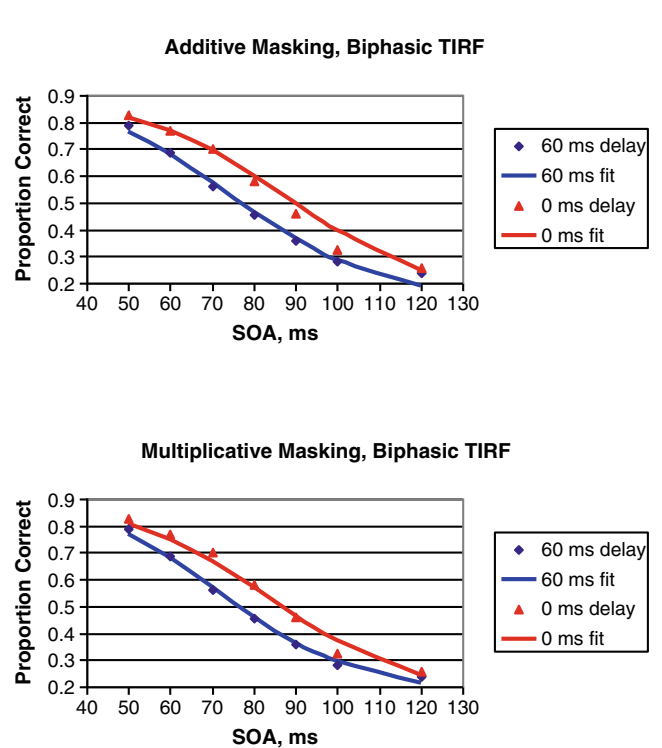 Additive Masking, Biphasic TIRF
Proportion Correct
0.9
0.8
0.7
0.6
0.5
0.4
0.3
0.2
40 50 60 70 80 90 100 110 120 130
SOA, ms
60 ms delay
60 ms fit
0 ms delay
0 ms fit
Multiplicative Masking, Biphasic TIRF
Proportion Correct
0.9
0.8
0.7
0.6
0.5
0.4
0.3
0.2
40 50 60 70 80 90 100 110 120 130
SOA, ms
60 ms delay
60 ms fit
0 ms delay
0 ms fit